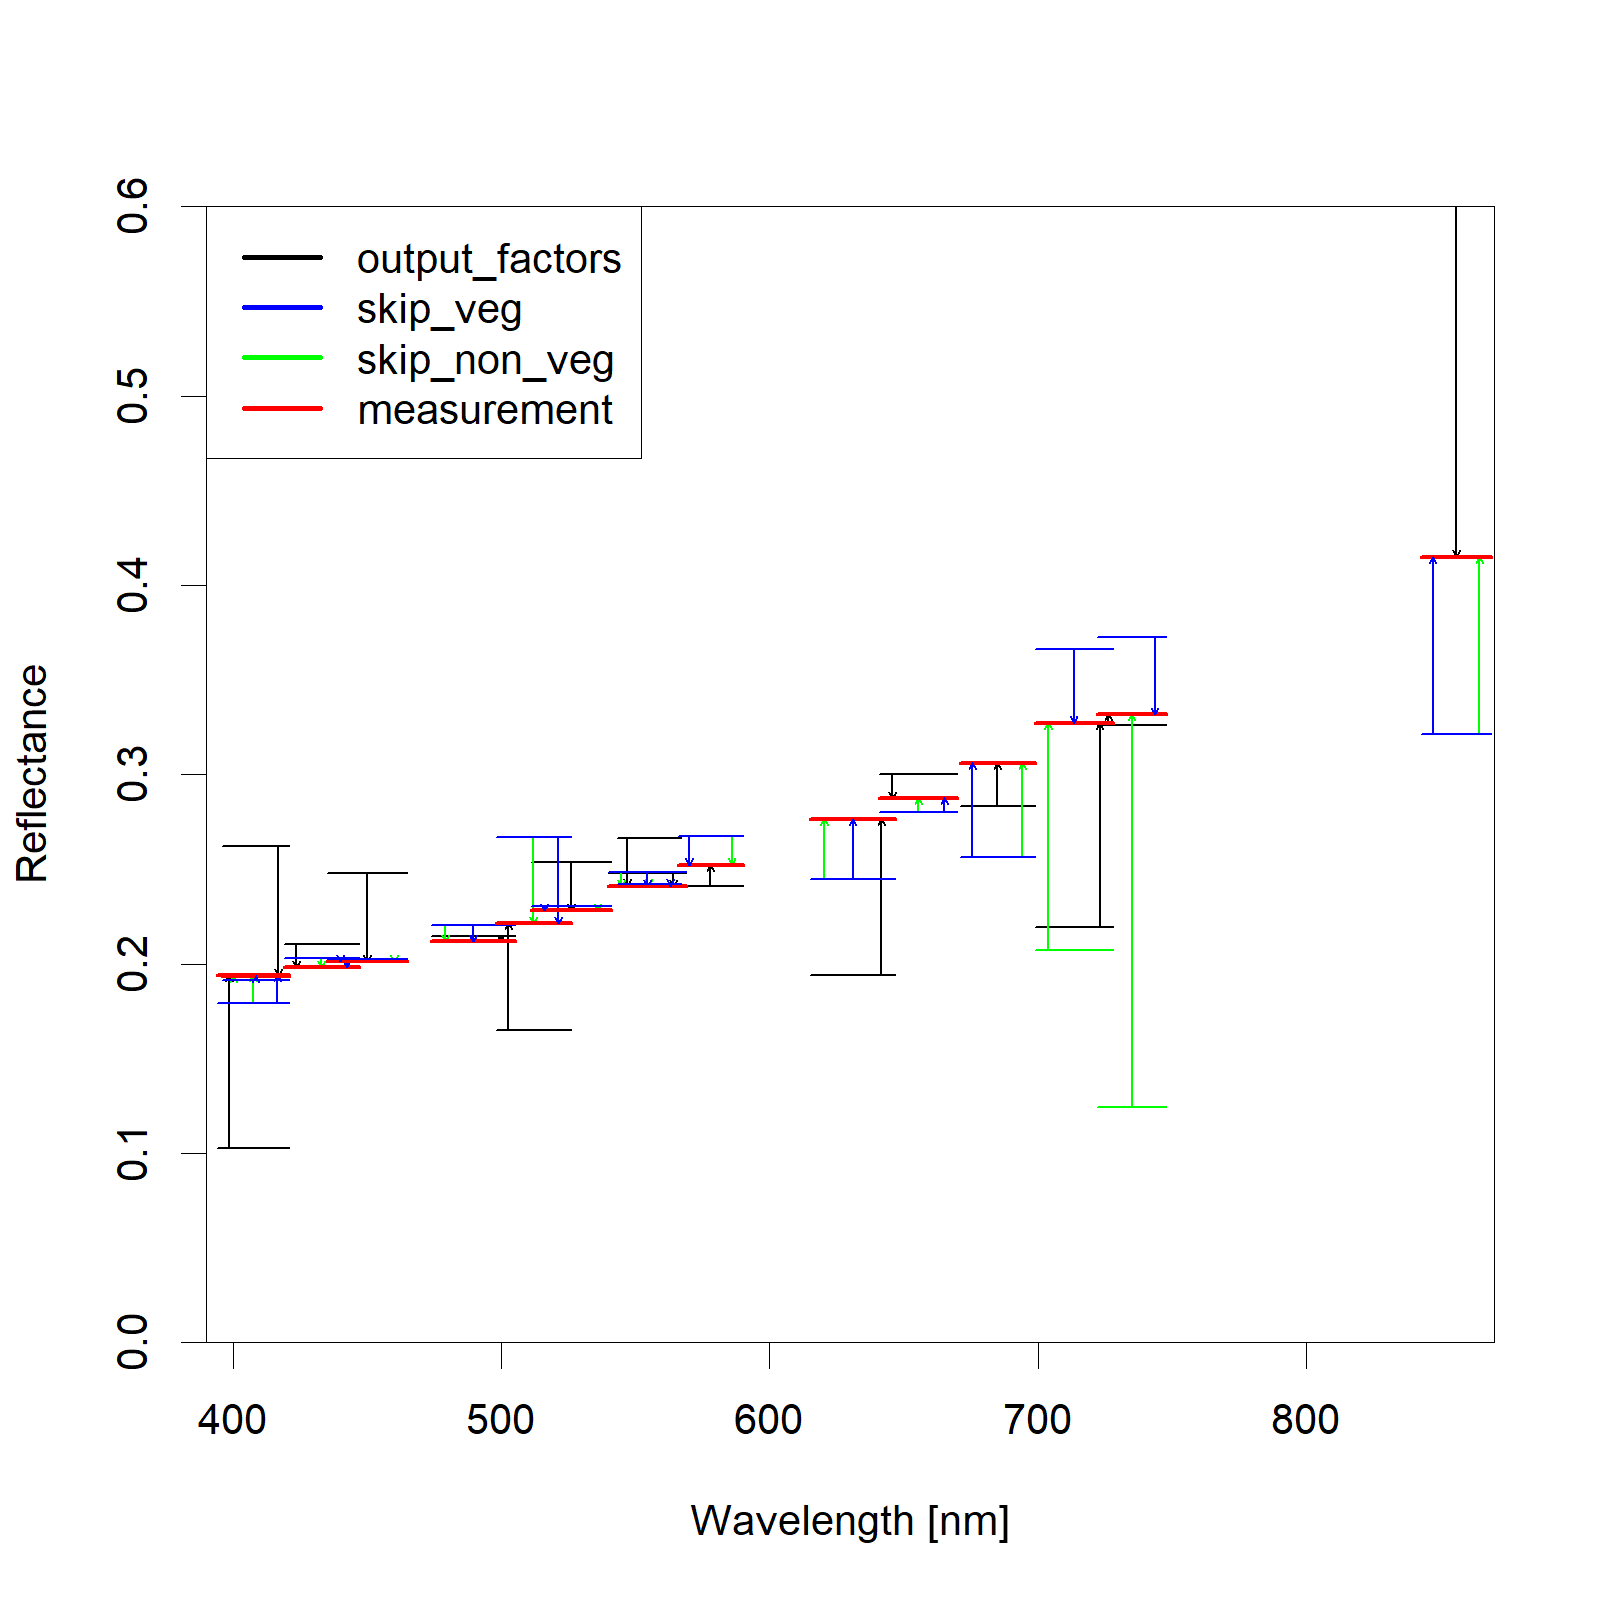 output_factors
skip_veg
skip_non_veg
measurement
0.6
0.5
0.4
0.3
0.2
0.1
0.0
Reflectance
400 500 600 700 800
Wavelength [nm]